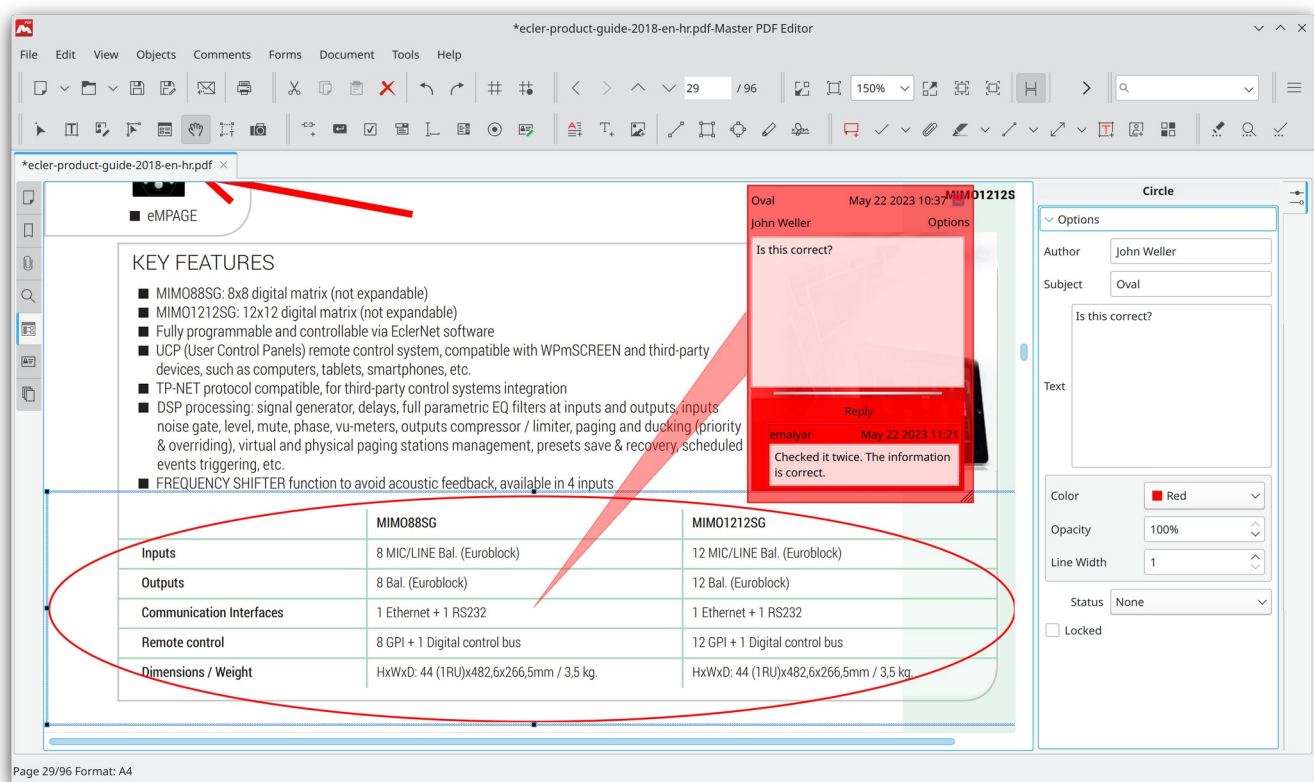 *ecler-product-guide-2018-en-hr.pdf-Master PDF Editor
File Edit View Objects Comments Forms Document Tools Help
29 / 96 150%
*ecler-product-guide-2018-en-hr.pdf
eMPAGE
KEY FEATURES
MIMO88SG: 8x8 digital matrix (not expandable)
MIMO1212SG: 12x12 digital matrix (not expandable)
Fully programmable and controllable via EclerNet software
UCP (User Control Panels) remote control system, compatible with WPmSCREEN and third-party
devices, such as computers, tablets, smartphones, etc.
TP-NET protocol compatible, for third-party control systems integration
DSP processing: signal generator, delays, full parametric EQ filters at inputs and outputs, inputs
noise gate, level, mute, phase, vu-meters, outputs compressor / limiter, paging and ducking (priority
& overriding), virtual and physical paging stations management, presets save & recovery, scheduled
events triggering, etc.
FREQUENCY SHIFTER function to avoid acoustic feedback, available in 4 inputs
MIMO88SG MIMO1212SG
Inputs 8 MIC/LINE Bal. (Euroblock) 12 MIC/LINE Bal. (Euroblock)
Outputs 8 Bal. (Euroblock) 12 Bal. (Euroblock)
Communication Interfaces 1 Ethernet + 1 RS232 1 Ethernet + 1 RS232
Remote control 8 GPI + 1 Digital control bus 12 GPI + 1 Digital control bus
Dimensions / Weight HxWxD: 44 (1RU)x482,6x266,5mm / 3,5 kg. HxWxD: 44 (1RU)x482,6x266,5mm / 3,5 kg.
MIMO1212S
Oval May 22 2023 10:37
John Weller Options
Is this correct?
Reply
emalyar May 22 2023 11:21
Checked it twice. The information
is correct.
Circle
Options
Author John Weller
Subject Oval
Text Is this correct?
Color Red
Opacity 100%
Line Width 1
Status None
Locked
Page 29/96 Format: A4